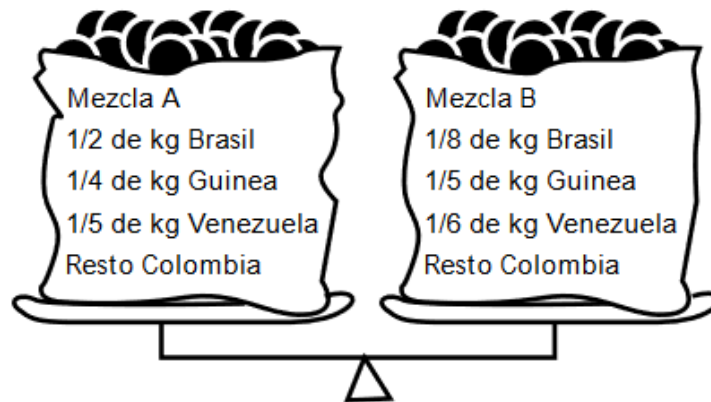 Mezcla A
1/2 de kg Brasil
1/4 de kg Guinea
1/5 de kg Venezuela
Resto Colombia
Mezcla B
1/8 de kg Brasil
1/5 de kg Guinea
1/6 de kg Venezuela
Resto Colombia